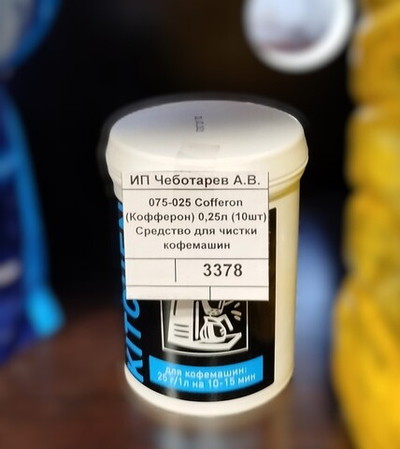 ИП Чеботарев А.В.
075-025 Cofferon
(Кофферон) 0,25л (10шт)
Средство для чистки
кофемашин
3378
KITCHEN
для кофемашин:
25 г/1л на 10-15 мин